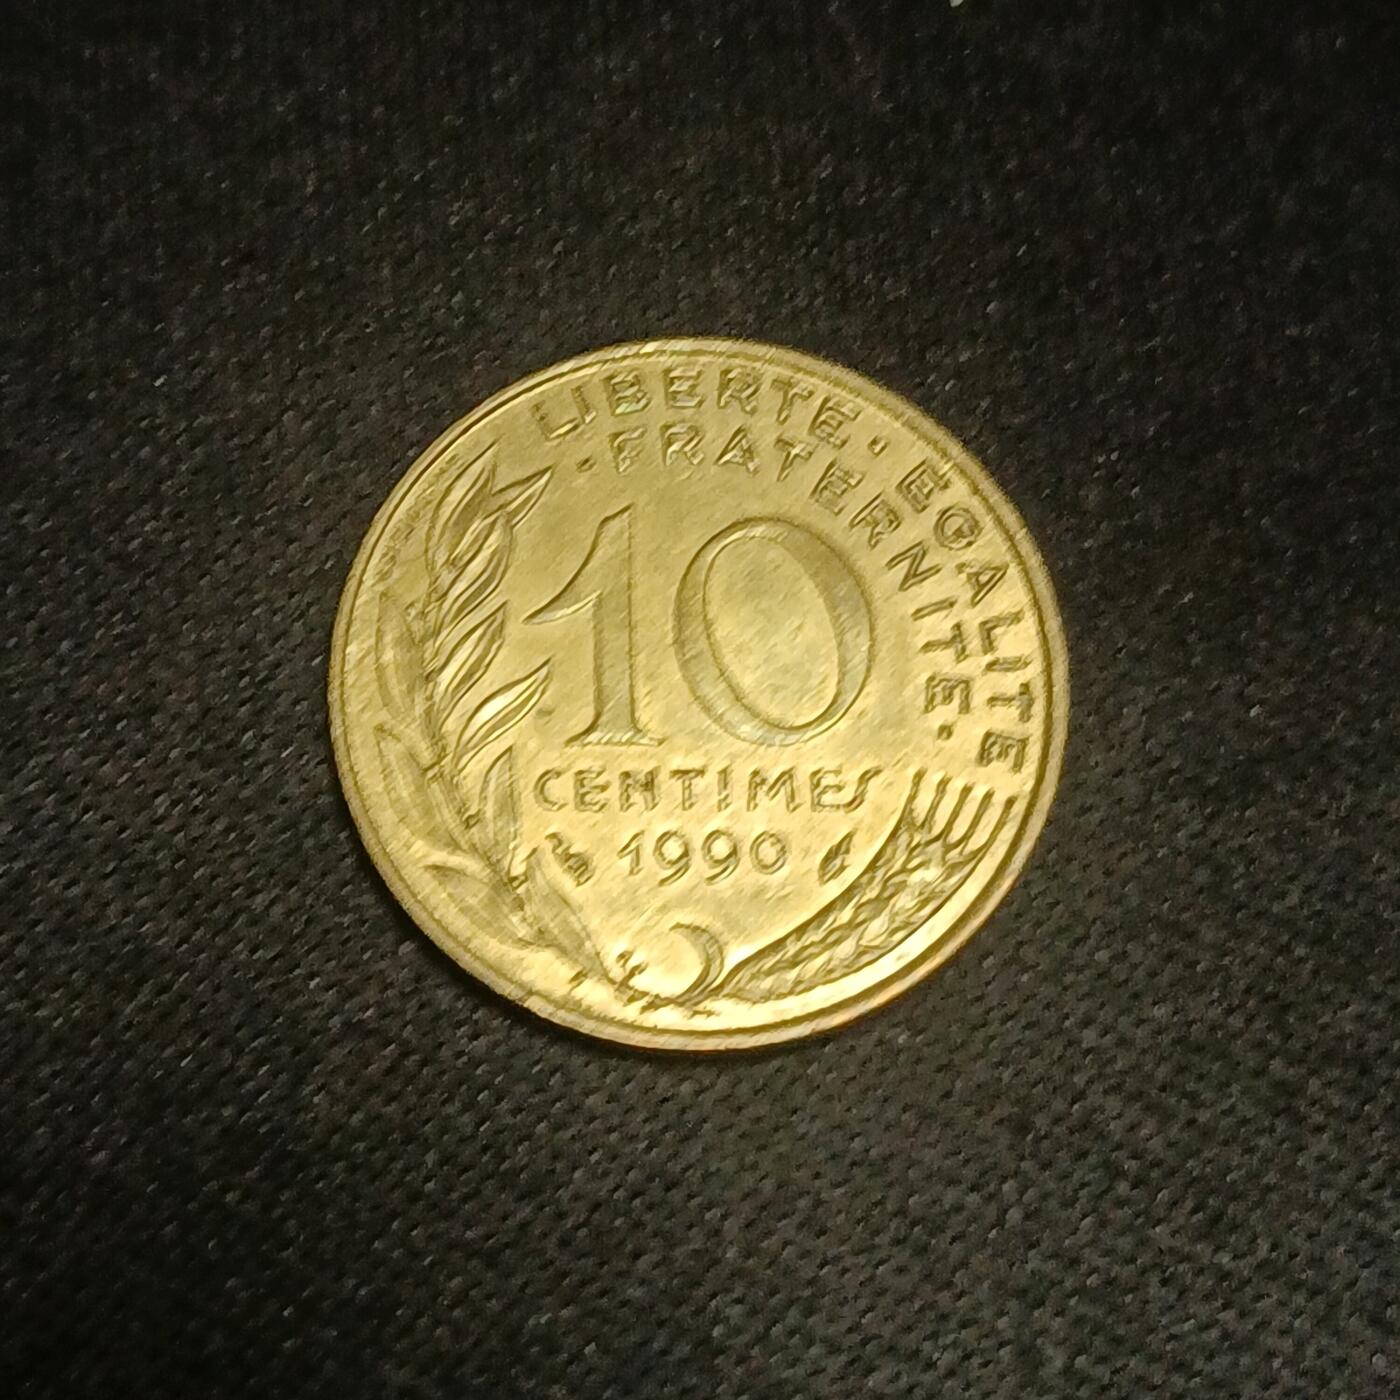 LIBERTE · EGALITE
· FRATERNITE ·
10
CENTIMES
1990